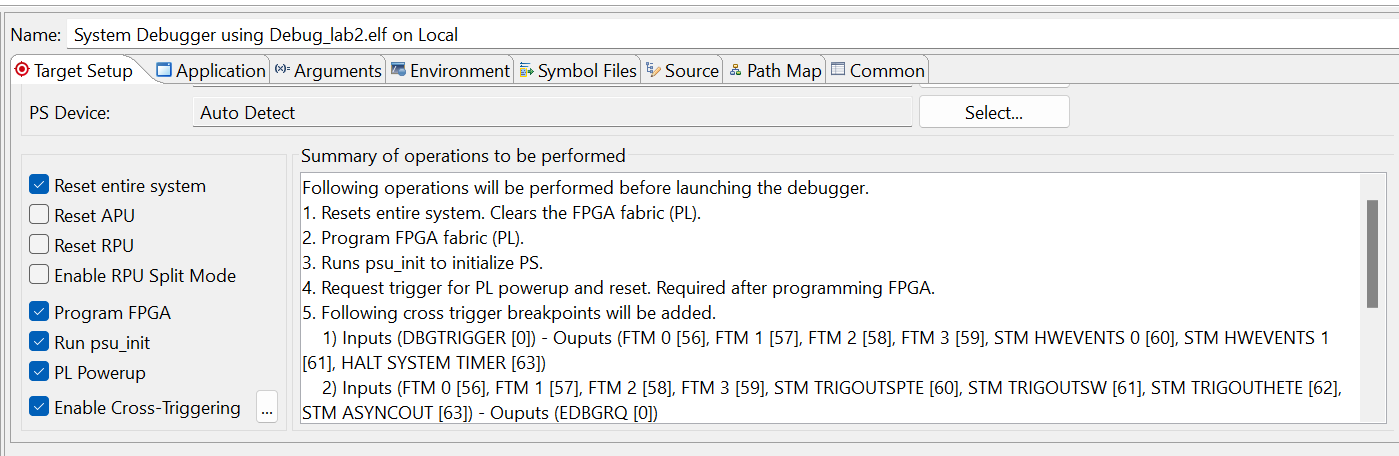 Name: System Debugger using Debug_lab2.elf on Local
Target Setup Application (x)= Arguments Environment Symbol Files Source Path Map Common
PS Device: Auto Detect Select...
Summary of operations to be performed
Reset entire system
Reset APU
Reset RPU
Enable RPU Split Mode
Program FPGA
Run psu_init
PL Powerup
Enable Cross-Triggering ...
Following operations will be performed before launching the debugger.
1. Resets entire system. Clears the FPGA fabric (PL).
2. Program FPGA fabric (PL).
3. Runs psu_init to initialize PS.
4. Request trigger for PL powerup and reset. Required after programming FPGA.
5. Following cross trigger breakpoints will be added.
1) Inputs (DBGTRIGGER [0]) - Ouputs (FTM 0 [56], FTM 1 [57], FTM 2 [58], FTM 3 [59], STM HWEVENTS 0 [60], STM HWEVENTS 1
[61], HALT SYSTEM TIMER [63])
2) Inputs (FTM 0 [56], FTM 1 [57], FTM 2 [58], FTM 3 [59], STM TRIGOUTSPTE [60], STM TRIGOUTSW [61], STM TRIGOUTHETE [62],
STM ASYNCOUT [63]) - Ouputs (EDBGRQ [0])